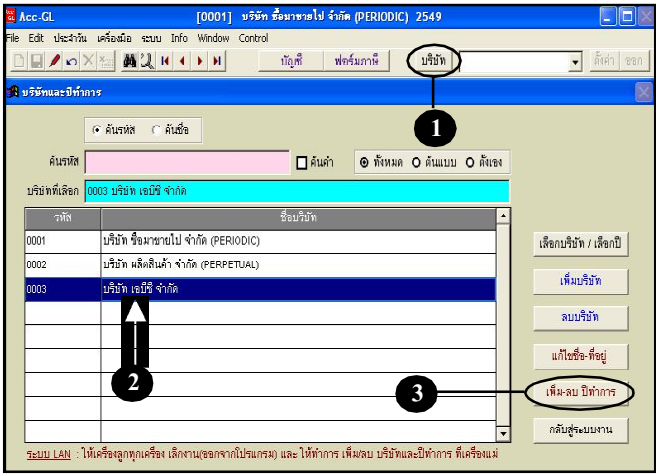 Acc-GL [0001] บริษัท ซื้อมาขายไป จำกัด (PERIODIC) 2549
File Edit ประจำวัน เครื่องมือ ระบบ Info Window Control
บัญชี ฟอร์มภาษี บริษัท ตั้งค่า ออก
บริษัทและปีทำการ
1
ค้นรหัส ค้นชื่อ
ค้นรหัส ค้นคำ ทั้งหมด ต้นแบบ ตั้งเอง
บริษัทที่เลือก 0003 บริษัท เอบีซี จำกัด
รหัส ชื่อบริษัท
0001 บริษัท ซื้อมาขายไป จำกัด (PERIODIC)
0002 บริษัท ผลิตสินค้า จำกัด (PERPETUAL)
0003 บริษัท เอบีซี จำกัด
เลือกบริษัท / เลือกปี
เพิ่มบริษัท
ลบบริษัท
แก้ไขชื่อ-ที่อยู่
2
3
เพิ่ม-ลบ ปีทำการ
กลับสู่ระบบงาน
ระบบ LAN : ให้เครื่องลูกทุกเครื่อง เลิกงาน(ออกจากโปรแกรม) และ ให้ทำการ เพิ่ม/ลบ บริษัทและปีทำการ ที่เครื่องแม่